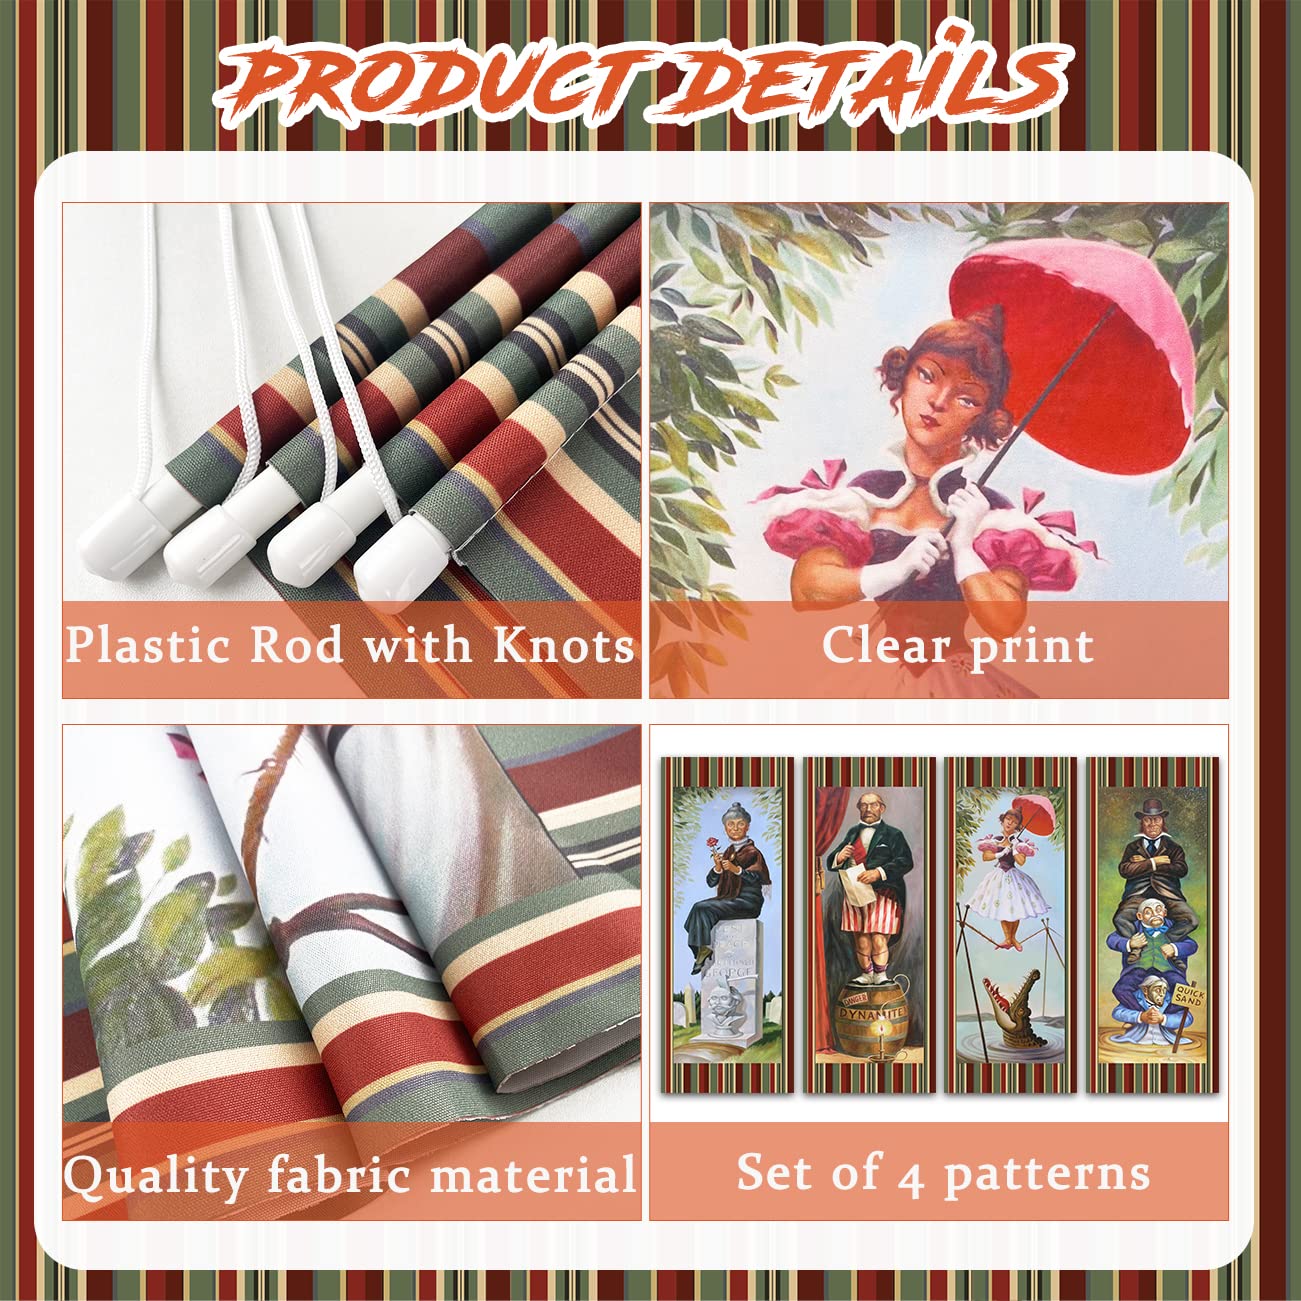 PRODUCT DETAILS
Plastic Rod with Knots
Clear print
Quality fabric material
GEORGE
DANGER
DYNAMITE
QUICK
SAND
Set of 4 patterns